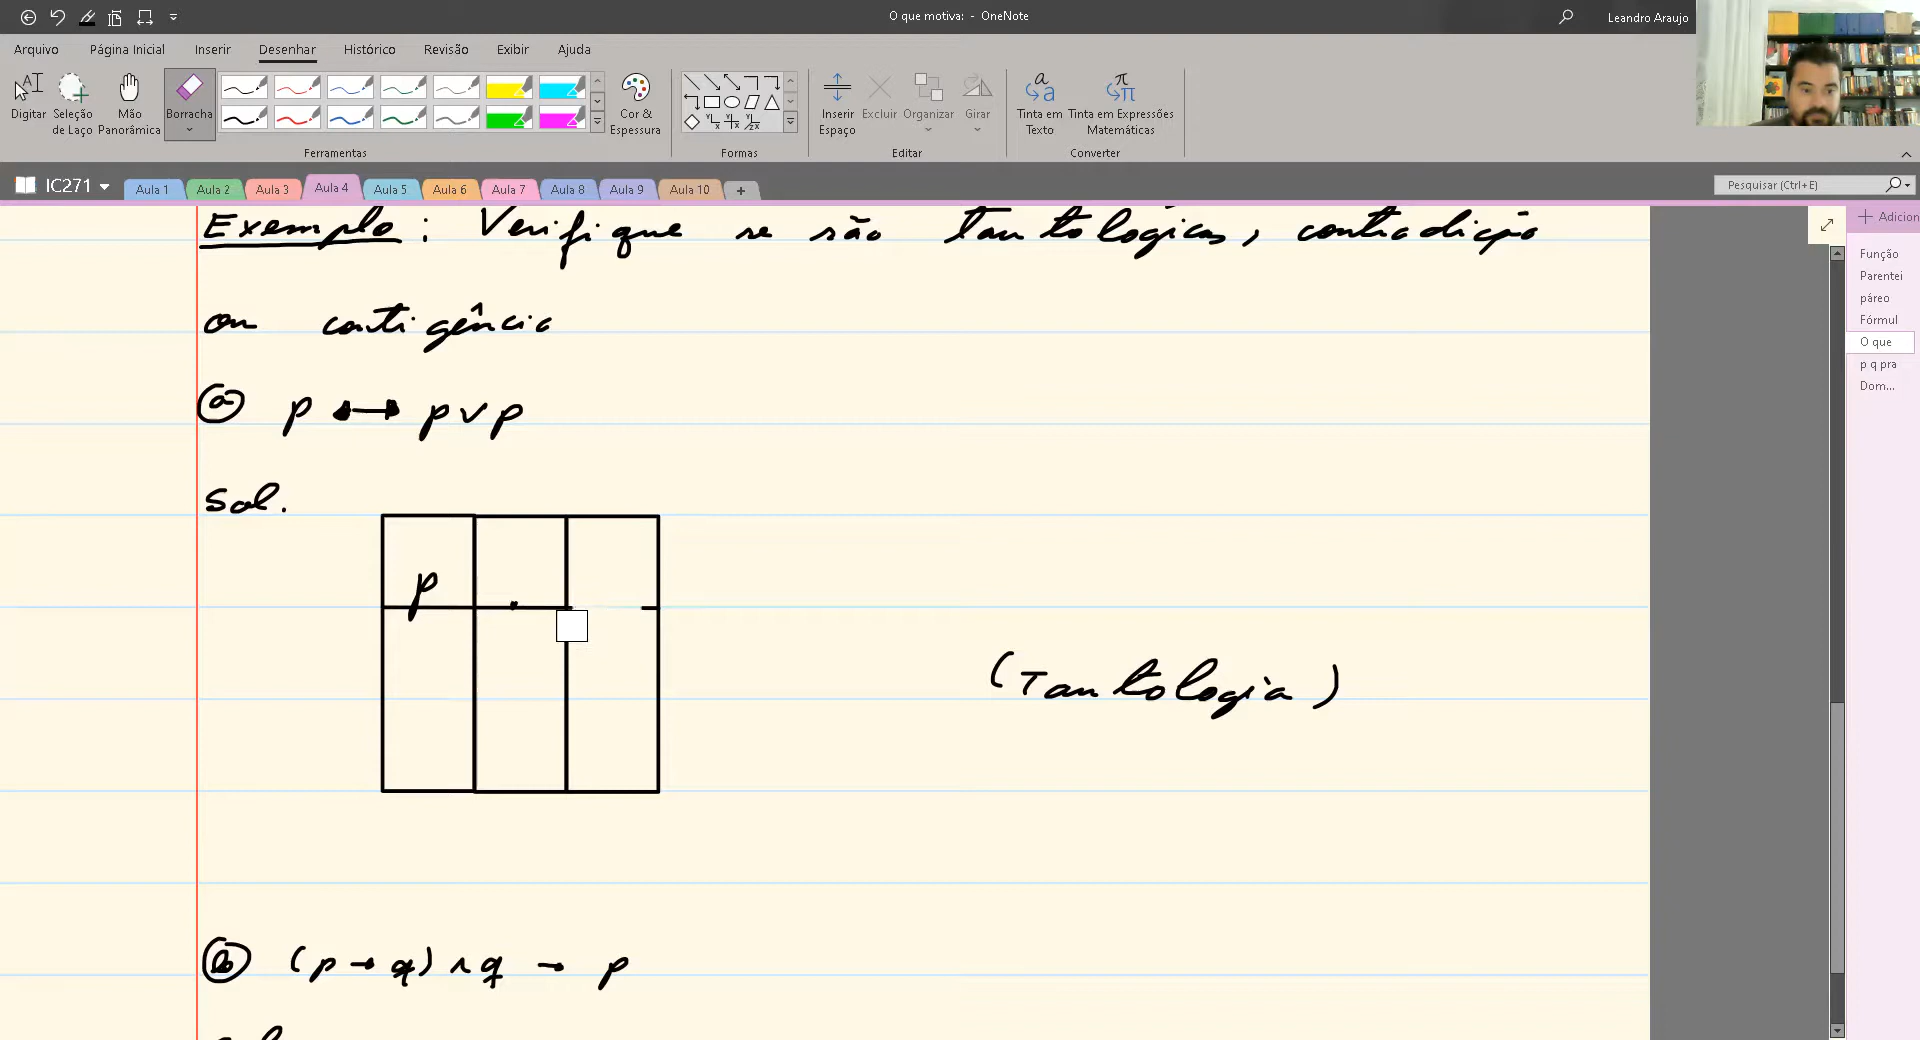 O que motiva: - OneNote
Leandro Araujo
Arquivo Página Inicial Inserir Desenhar Histórico Revisão Exibir Ajuda
Digitar Seleção de Laço Mão Panorâmica Borracha
Cor & Espessura
Inserir Espaço Excluir Organizar Girar
Tinta em Texto Tinta em Expressões Matemáticas
Ferramentas Formas Editar Converter
IC271 Aula 1 Aula 2 Aula 3 Aula 4 Aula 5 Aula 6 Aula 7 Aula 8 Aula 9 Aula 10 +
Pesquisar (Ctrl+E)
Adicion
Função
Parentei
páreo
Fórmul
O que
p q pra
Dom...
Exemplo: Verifique se são tautológicas, contradição
ou contigência
a p ↔ p ∨ p
Sol.
p
(Tautologia)
b (p → q) ∧ q → p
Sol